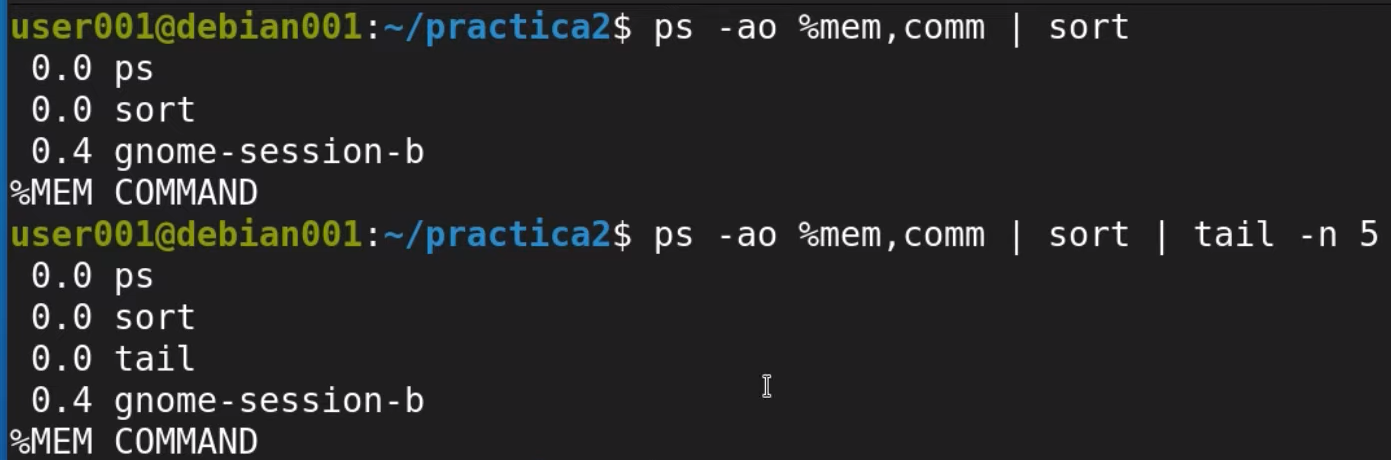 user001@debian001:~/practica2$ ps -ao %mem,comm | sort
 0.0 ps
 0.0 sort
 0.4 gnome-session-b
%MEM COMMAND
user001@debian001:~/practica2$ ps -ao %mem,comm | sort | tail -n 5
 0.0 ps
 0.0 sort
 0.0 tail
 0.4 gnome-session-b
%MEM COMMAND